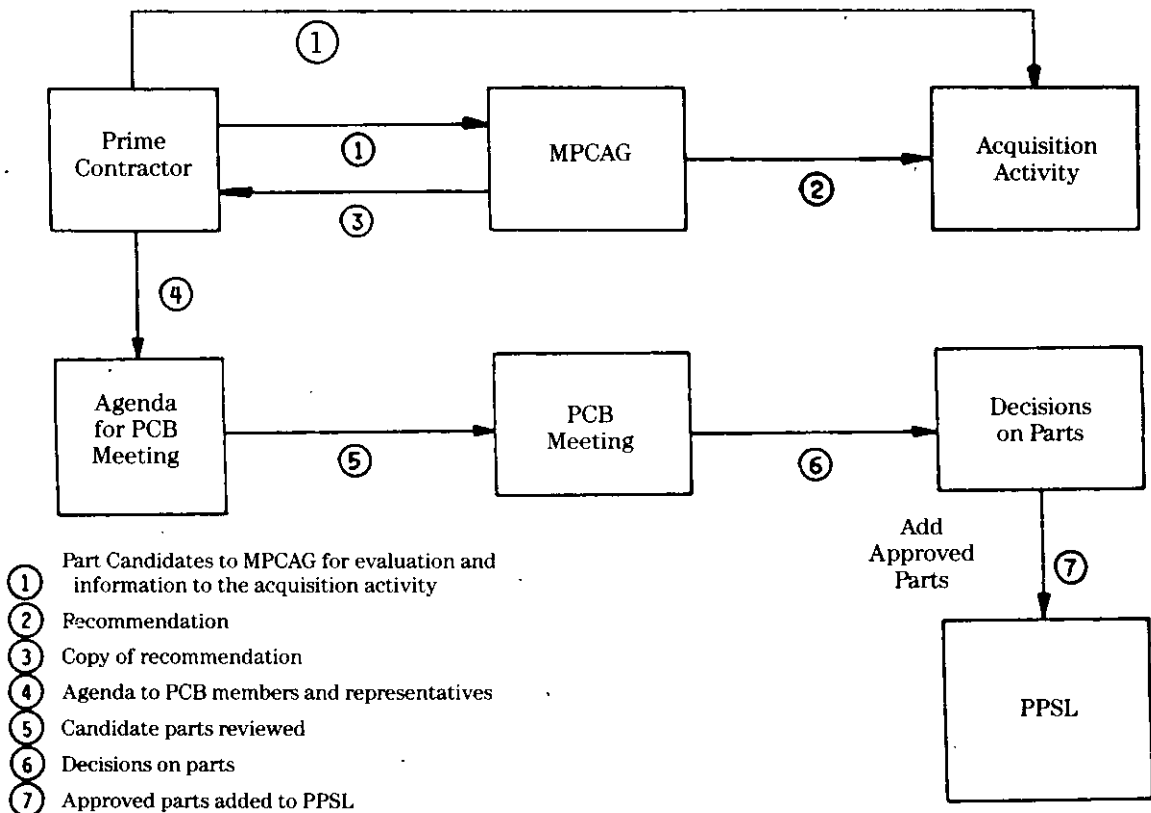 1
Prime
Contractor
1
3
MPCAG
2
Acquisition
Activity
4
Agenda
for PCB
Meeting
5
PCB
Meeting
6
Decisions
on Parts
Add
Approved
Parts
7
PPSL
1 Part Candidates to MPCAG for evaluation and
information to the acquisition activity
2 Recommendation
3 Copy of recommendation
4 Agenda to PCB members and representatives
5 Candidate parts reviewed
6 Decisions on parts
7 Approved parts added to PPSL